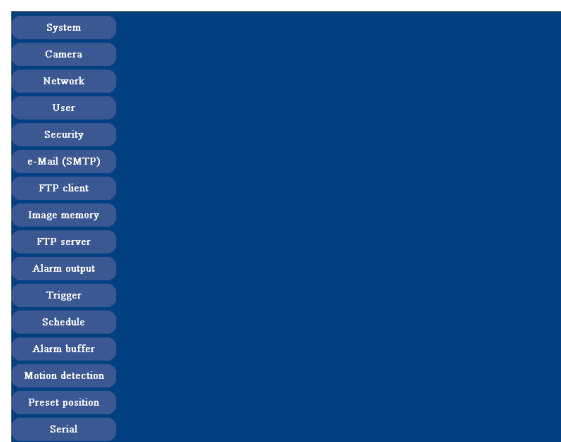 System
Camera
Network
User
Security
e-Mail (SMTP)
FTP client
Image memory
FTP server
Alarm output
Trigger
Schedule
Alarm buffer
Motion detection
Preset position
Serial